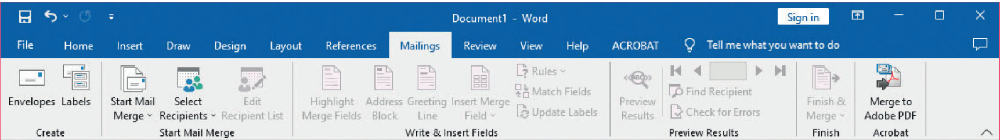 Document1 - Word
Sign in
File Home Insert Draw Design Layout References Mailings Review View Help ACROBAT Tell me what you want to do
Envelopes
Labels
Create
Start Mail
Merge
Select
Recipients
Edit
Recipient List
Start Mail Merge
Highlight
Merge Fields
Address
Block
Greeting
Line
Insert Merge
Field
Rules
Match Fields
Update Labels
Write & Insert Fields
ABC
Preview
Results
Find Recipient
Check for Errors
Preview Results
Finish &
Merge
Finish
Merge to
Adobe PDF
Acrobat